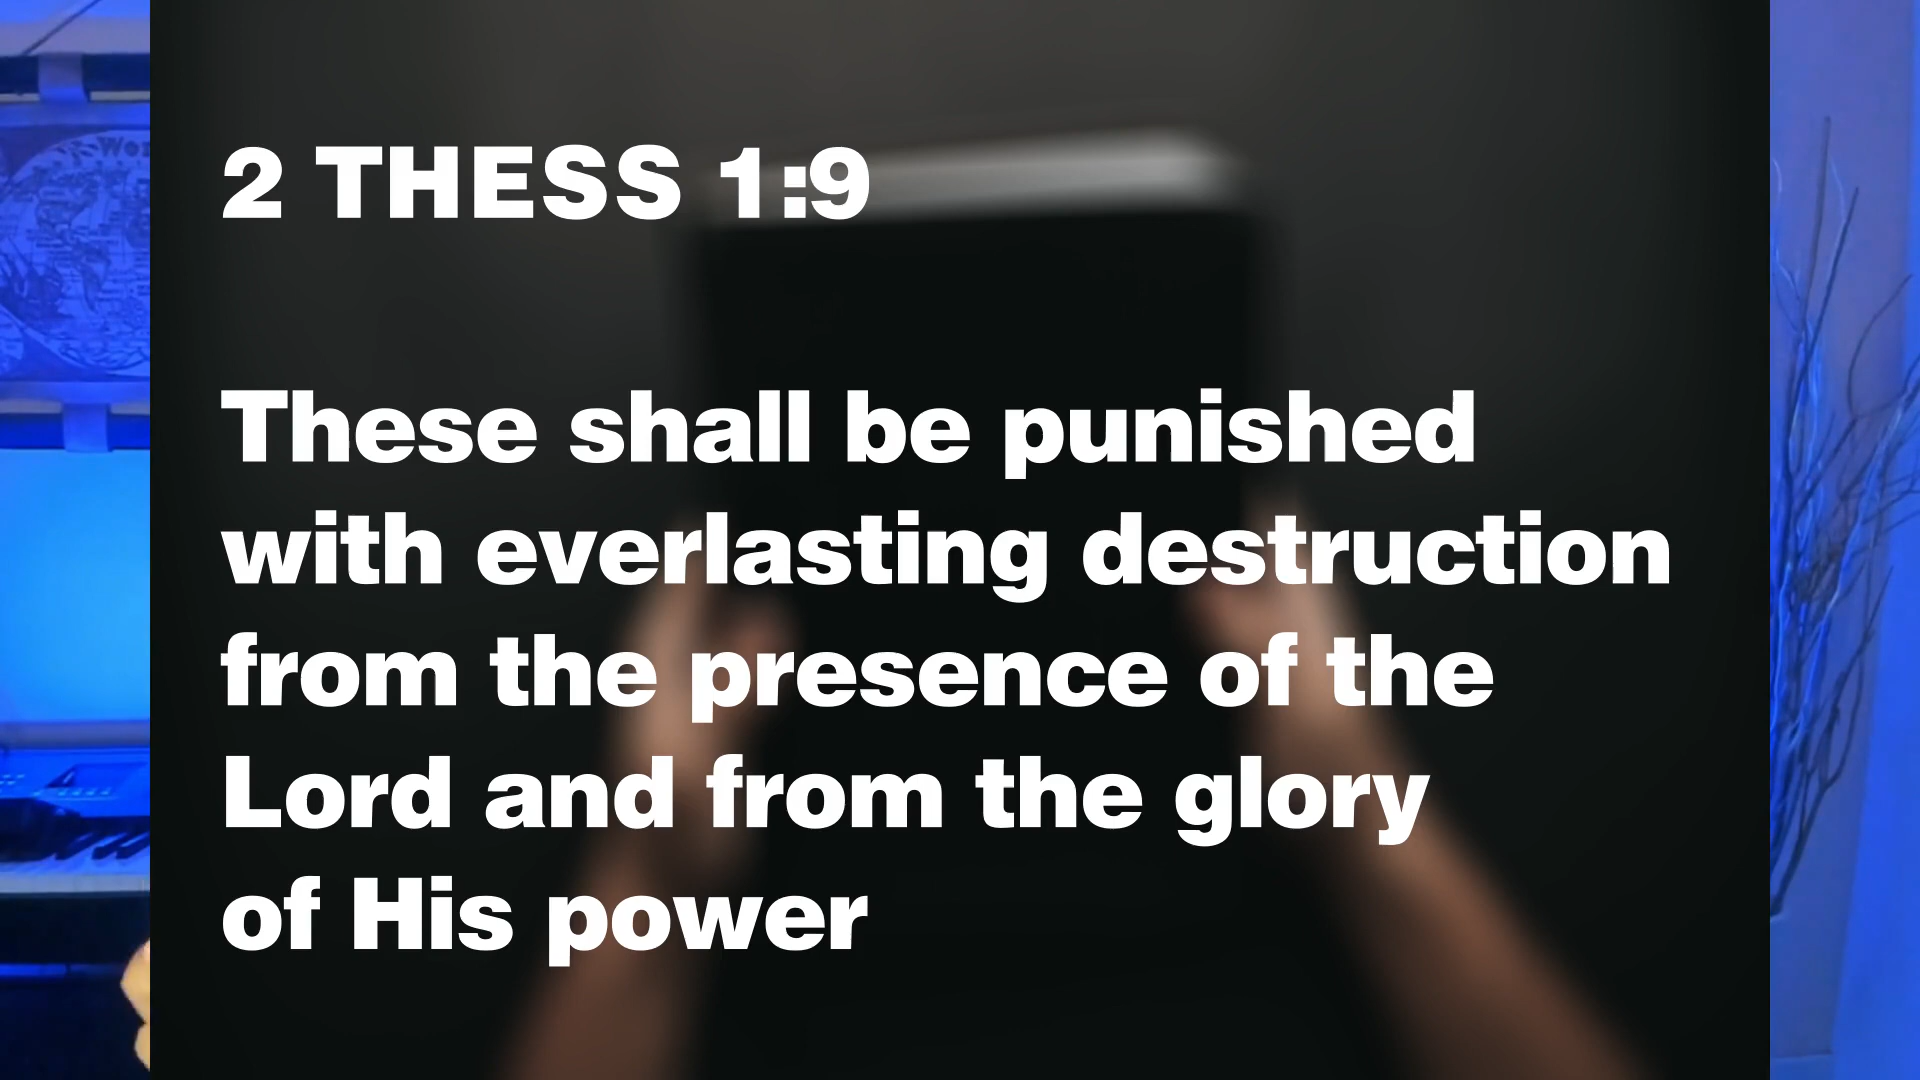 2 THESS 1:9
These shall be punished
with everlasting destruction
from the presence of the
Lord and from the glory
of His power